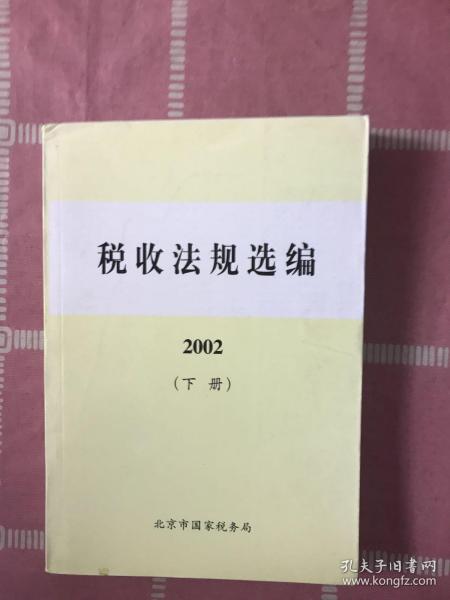 税收法规选编
2002
（下 册）
北京市国家税务局
孔夫子旧书网
www.kongfz.com